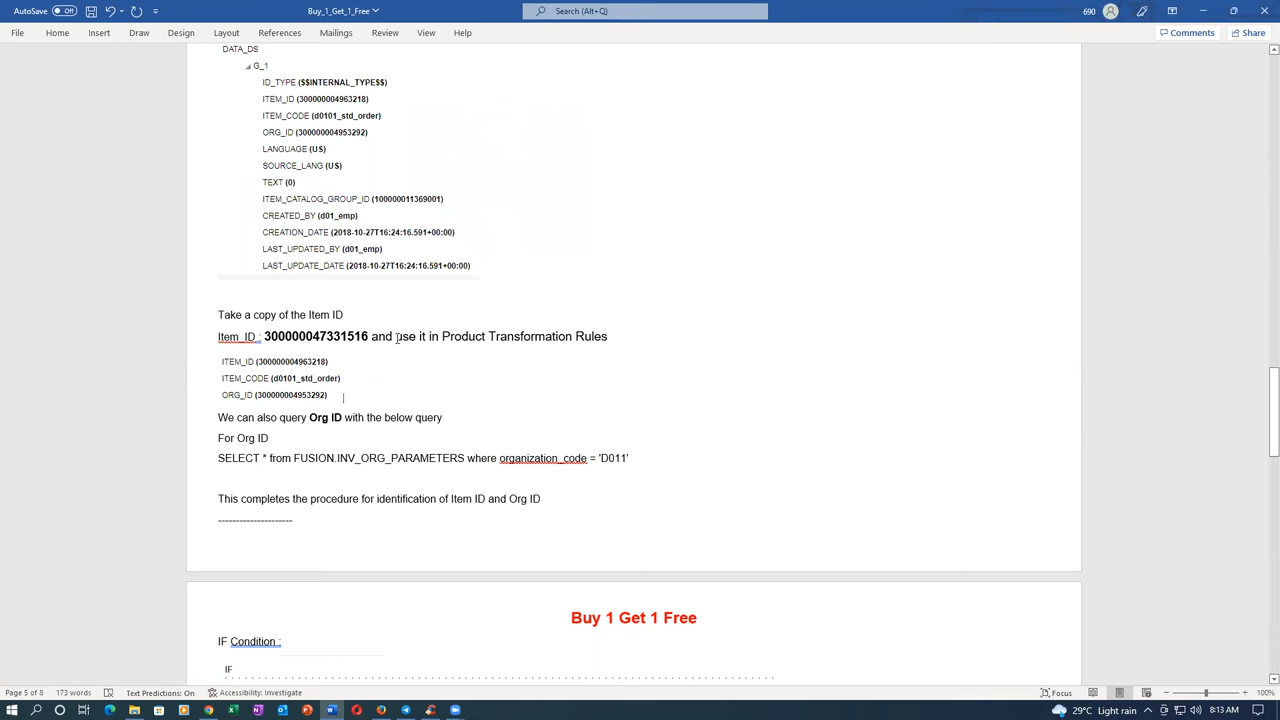 AutoSave Off
Buy_1_Get_1_Free
Search (Alt+Q)
690
File Home Insert Draw Design Layout References Mailings Review View Help
Comments Share
DATA_DS
G_1
ID_TYPE ($$INTERNAL_TYPE$$)
ITEM_ID (300000004963218)
ITEM_CODE (d0101_std_order)
ORG_ID (300000004953292)
LANGUAGE (US)
SOURCE_LANG (US)
TEXT (0)
ITEM_CATALOG_GROUP_ID (100000011369001)
CREATED_BY (d01_emp)
CREATION_DATE (2018-10-27T16:24:16.591+00:00)
LAST_UPDATED_BY (d01_emp)
LAST_UPDATE_DATE (2018-10-27T16:24:16.591+00:00)
Take a copy of the Item ID
Item_ID : 300000047331516 and use it in Product Transformation Rules
ITEM_ID (300000004963218)
ITEM_CODE (d0101_std_order)
ORG_ID (300000004953292)
We can also query Org ID with the below query
For Org ID
SELECT * from FUSION.INV_ORG_PARAMETERS where organization_code = 'D011'
This completes the procedure for identification of Item ID and Org ID
---------------------
Buy 1 Get 1 Free
IF Condition :
IF
Page 5 of 8 173 words Text Predictions: On Accessibility: Investigate
Focus 100%
29°C Light rain 8:13 AM